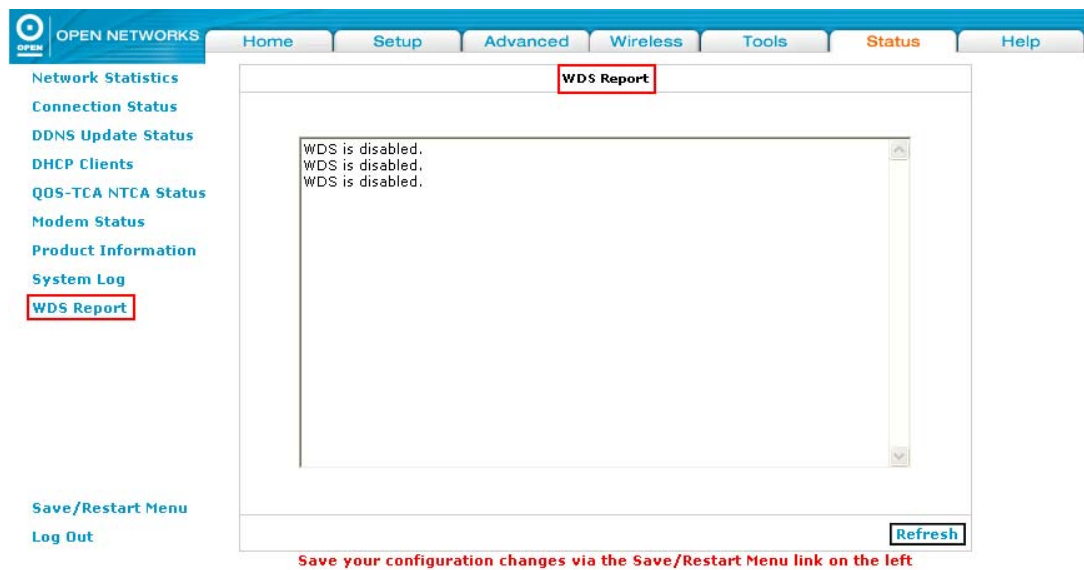 OPEN
OPEN NETWORKS
Home Setup Advanced Wireless Tools Status Help
Network Statistics
Connection Status
DDNS Update Status
DHCP Clients
QOS-TCA NTCA Status
Modem Status
Product Information
System Log
WDS Report
Save/Restart Menu
Log Out
WDS Report
WDS is disabled.
WDS is disabled.
WDS is disabled.
Refresh
Save your configuration changes via the Save/Restart Menu link on the left